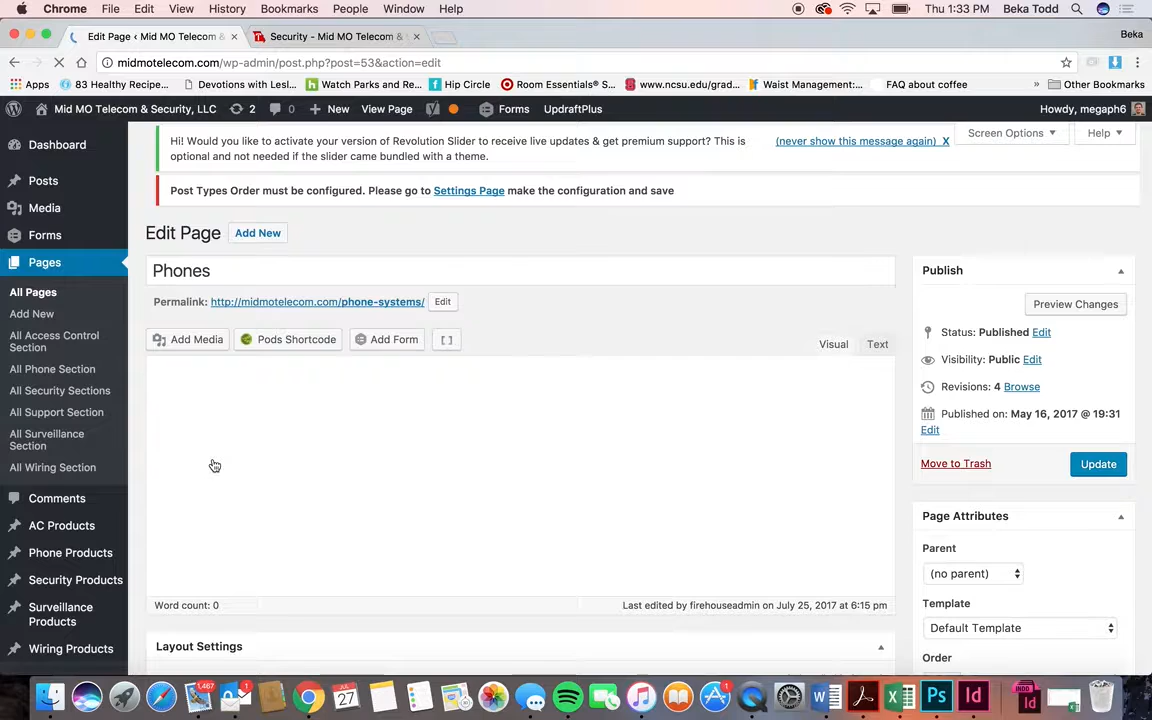 Chrome File Edit View History Bookmarks People Window Help Thu 1:33 PM Beka Todd
Edit Page ‹ Mid MO Telecom & Security - Mid MO Telecom & Beka
midmotelecom.com/wp-admin/post.php?post=53&action=edit
Apps 83 Healthy Recipe... Devotions with Lesl... Watch Parks and Re... Hip Circle Room Essentials® S... www.ncsu.edu/grad... Waist Management:... FAQ about coffee » Other Bookmarks
Mid MO Telecom & Security, LLC 2 0 New View Page Forms UpdraftPlus Howdy, megaph6
Hi! Would you like to activate your version of Revolution Slider to receive live updates & get premium support? This is
optional and not needed if the slider came bundled with a theme.
(never show this message again) X
Screen Options Help
Post Types Order must be configured. Please go to Settings Page make the configuration and save
Dashboard
Posts
Media
Forms
Pages
All Pages
Add New
All Access Control
Section
All Phone Section
All Security Sections
All Support Section
All Surveillance
Section
All Wiring Section
Comments
AC Products
Phone Products
Security Products
Surveillance
Products
Wiring Products
Edit Page Add New
Phones
Permalink: http://midmotelecom.com/phone-systems/ Edit
Add Media Pods Shortcode Add Form [ ] Visual Text
Word count: 0 Last edited by firehouseadmin on July 25, 2017 at 6:15 pm
Layout Settings
Publish
Preview Changes
Status: Published Edit
Visibility: Public Edit
Revisions: 4 Browse
Published on: May 16, 2017 @ 19:31
Edit
Move to Trash Update
Page Attributes
Parent
(no parent)
Template
Default Template
Order
1,467 1 JUL 27 1 W X Ps Id INDD Id